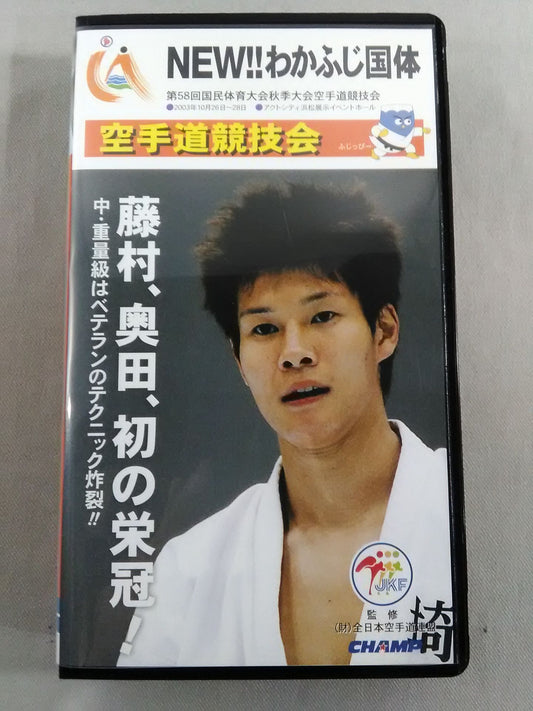 NEW!!わかふじ国体
第58回国民体育大会秋季大会空手道競技会
●2003年10月26日〜28日 ●アクトシティ浜松展示イベントホール
空手道競技会
ふじっぴー
藤村、奥田、初の栄冠!
中・重量級はベテランのテクニック炸裂!!
JKF
監修
(財)全日本空手道連盟
CHAMP
埼